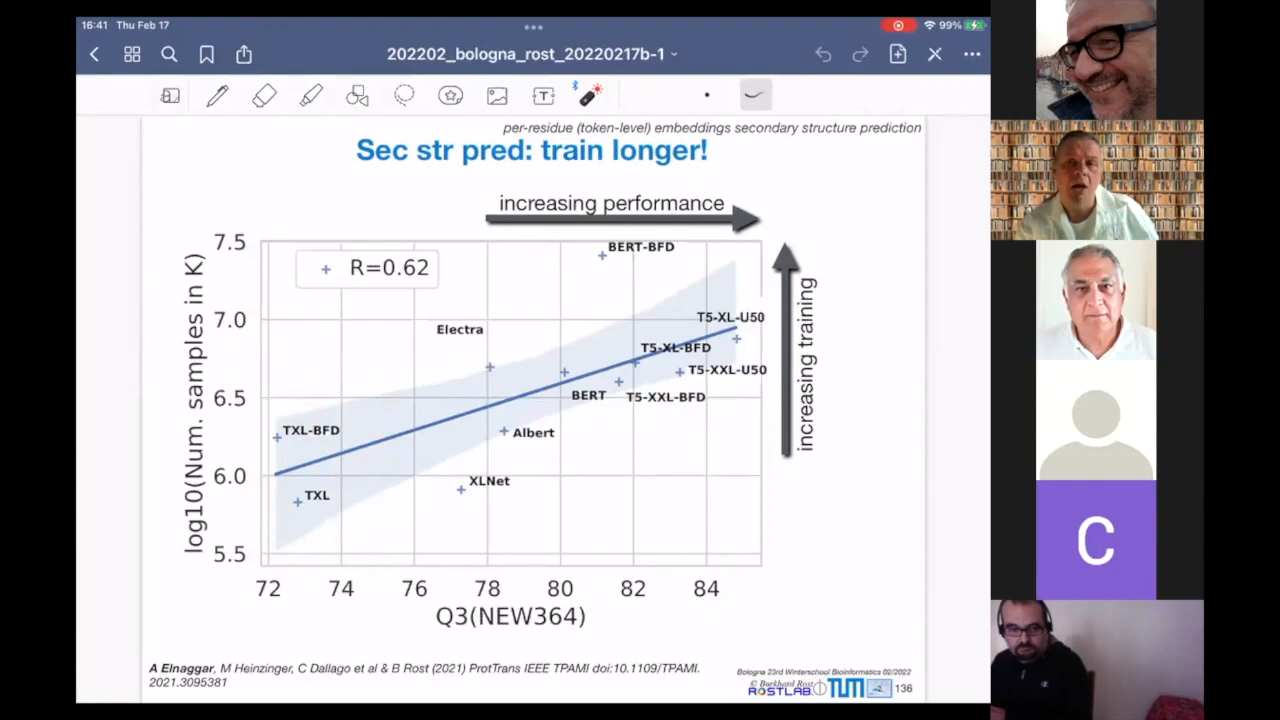 16:41 Thu Feb 17
99%
202202_bologna_rost_20220217b-1
T
per-residue (token-level) embeddings secondary structure prediction
Sec str pred: train longer!
increasing performance
7.5
7.0
6.5
6.0
5.5
log10(Num. samples in K)
R=0.62
BERT-BFD
T5-XL-U50
Electra
T5-XL-BFD
T5-XXL-U50
BERT
T5-XXL-BFD
TXL-BFD
Albert
XLNet
TXL
increasing training
72 74 76 78 80 82 84
Q3(NEW364)
A Elnaggar, M Heinzinger, C Dallago et al & B Rost (2021) ProtTrans IEEE TPAMI doi:10.1109/TPAMI.
2021.3095381
Bologna 23rd Winterschool Bioinformatics 02/2022
© Burkhard Rost
ROSTLAB TUM 136
C